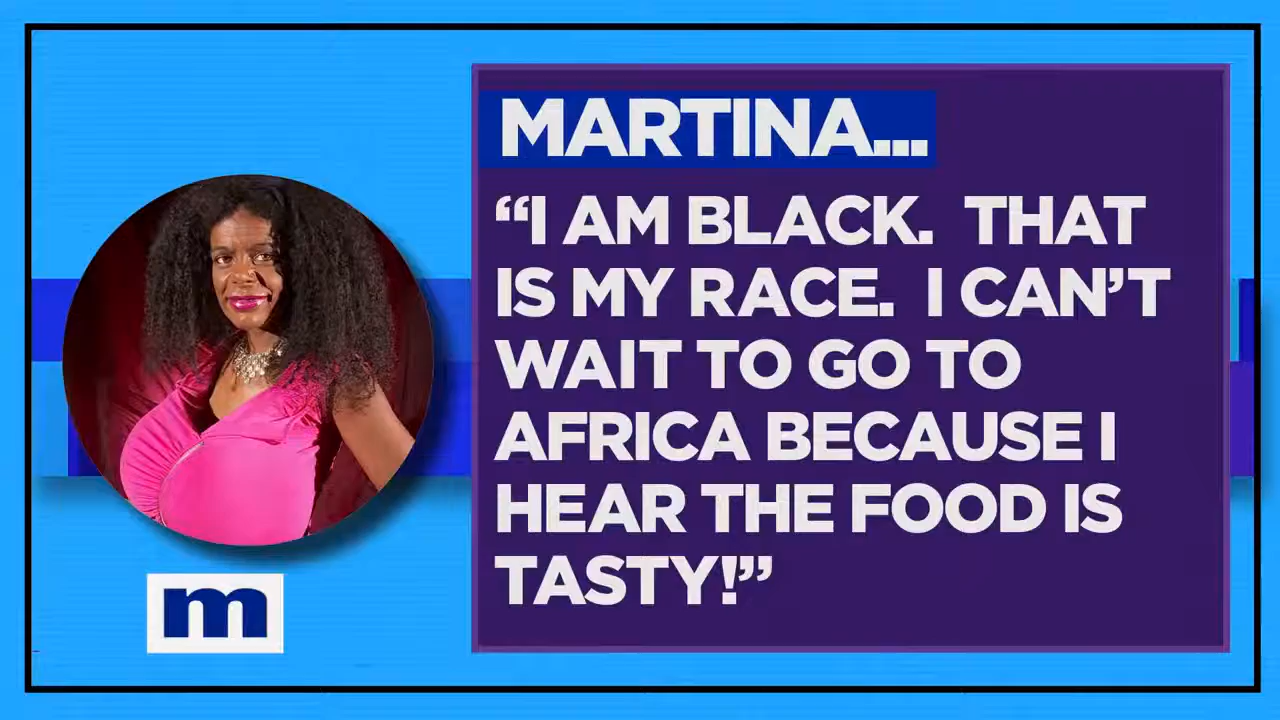 MARTINA...
“I AM BLACK.  THAT
IS MY RACE.  I CAN’T
WAIT TO GO TO
AFRICA BECAUSE I
HEAR THE FOOD IS
TASTY!”
m